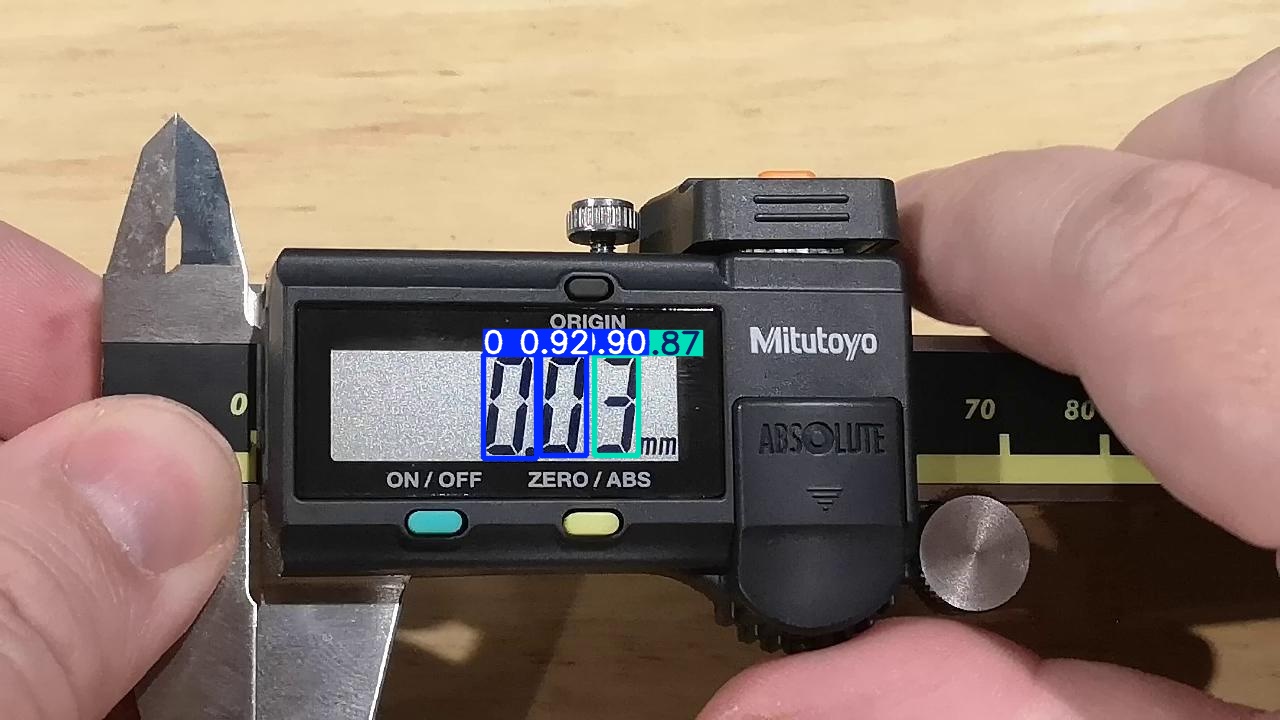 ORIGIN
0 0.92 0.90 .87
Mitutoyo
0.03 mm
0
70
80
ABSOLUTE
ON / OFF
ZERO / ABS